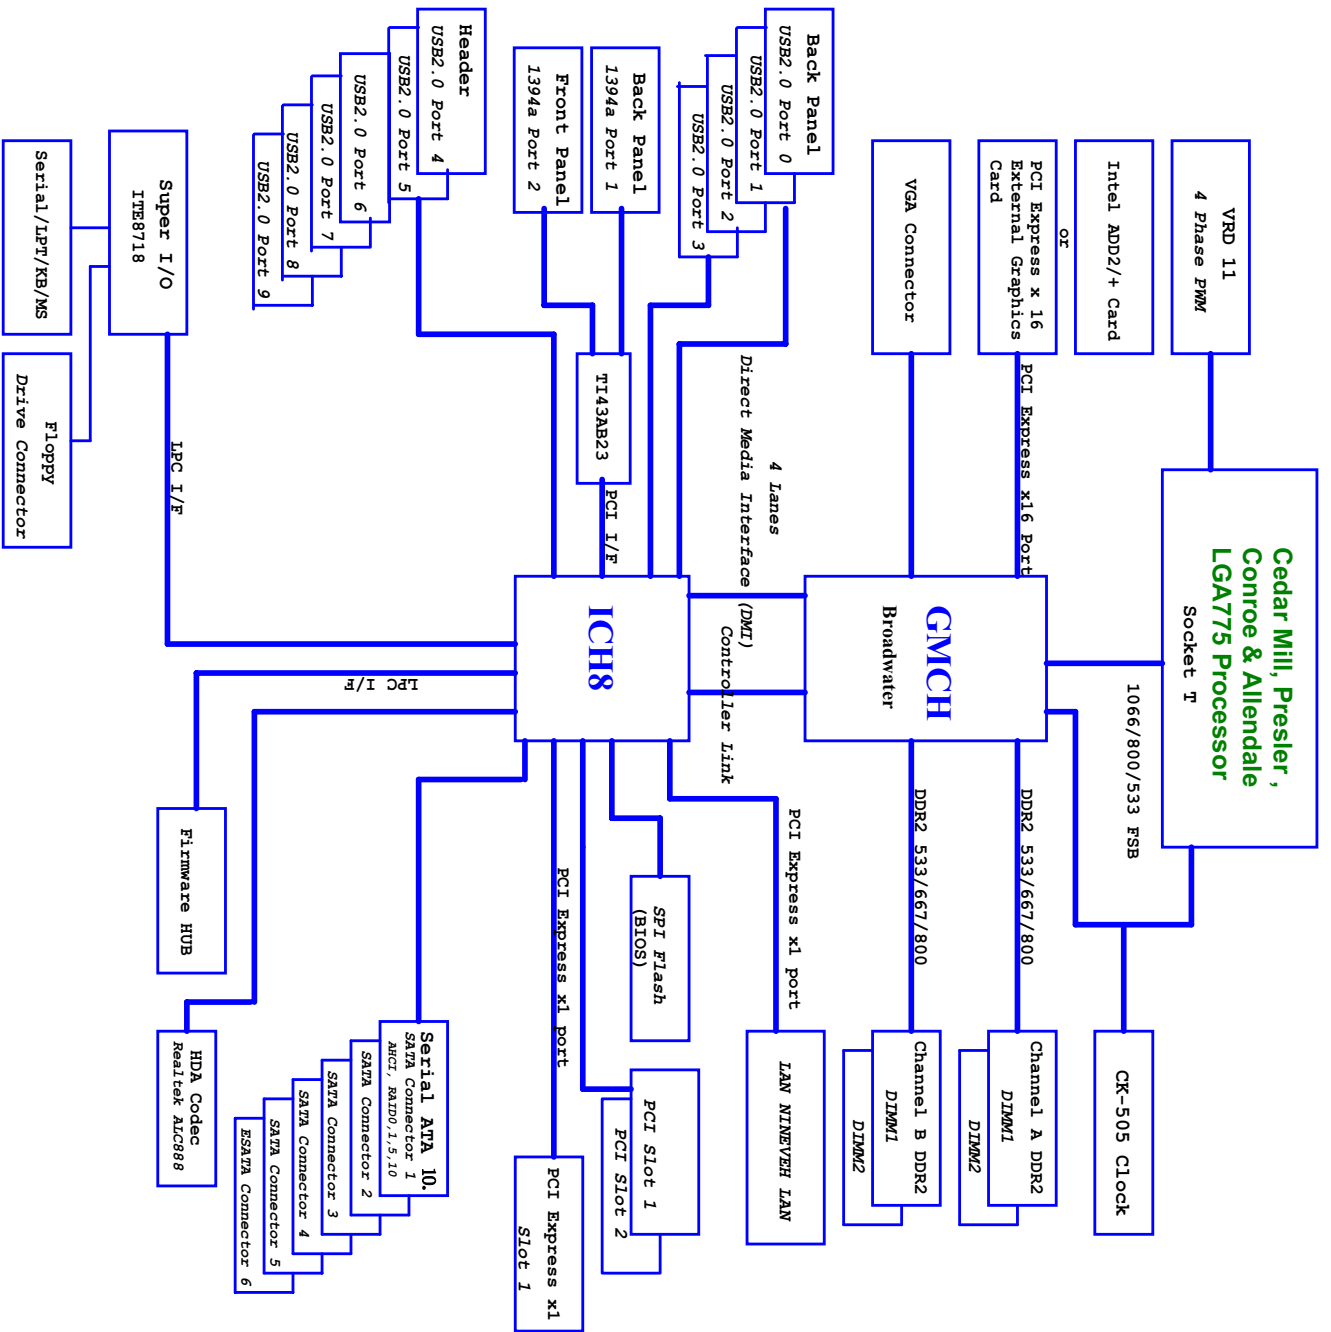 Cedar Mill, Presler ,
Conroe & Allendale
LGA775 Processor
Socket T
VRD 11
4 Phase PWM
1066/800/533 FSB
CK-505 Clock
Intel ADD2/+ Card
or
PCI Express x 16
External Graphics
Card
PCI Express x16 Port
VGA Connector
GMCH
Broadwater
DDR2 533/667/800
Channel A DDR2
DIMM1
DIMM2
DDR2 533/667/800
Channel B DDR2
DIMM1
DIMM2
4 Lanes
Direct Media Interface (DMI)
Controller Link
Back Panel
USB2.0 Port 0
USB2.0 Port 1
USB2.0 Port 2
USB2.0 Port 3
Back Panel
1394a Port 1
Front Panel
1394a Port 2
TI43AB23
PCI I/F
Header
USB2.0 Port 4
USB2.0 Port 5
USB2.0 Port 6
USB2.0 Port 7
USB2.0 Port 8
USB2.0 Port 9
ICH8
PCI Express x1 port
LAN NINEVEH LAN
SPI Flash
(BIOS)
PCI Slot 1
PCI Slot 2
PCI Express x1 port
PCI Express x1
Slot 1
Serial ATA 10.
SATA Connector 1
AHCI, RAID0,1,5,10
SATA Connector 2
SATA Connector 3
SATA Connector 4
SATA Connector 5
ESATA Connector 6
LPC I/F
LPC I/F
Super I/O
ITE8718
Serial/LPT/KB/MS
Floppy
Drive Connector
Firmware HUB
HDA Codec
Realtek ALC888